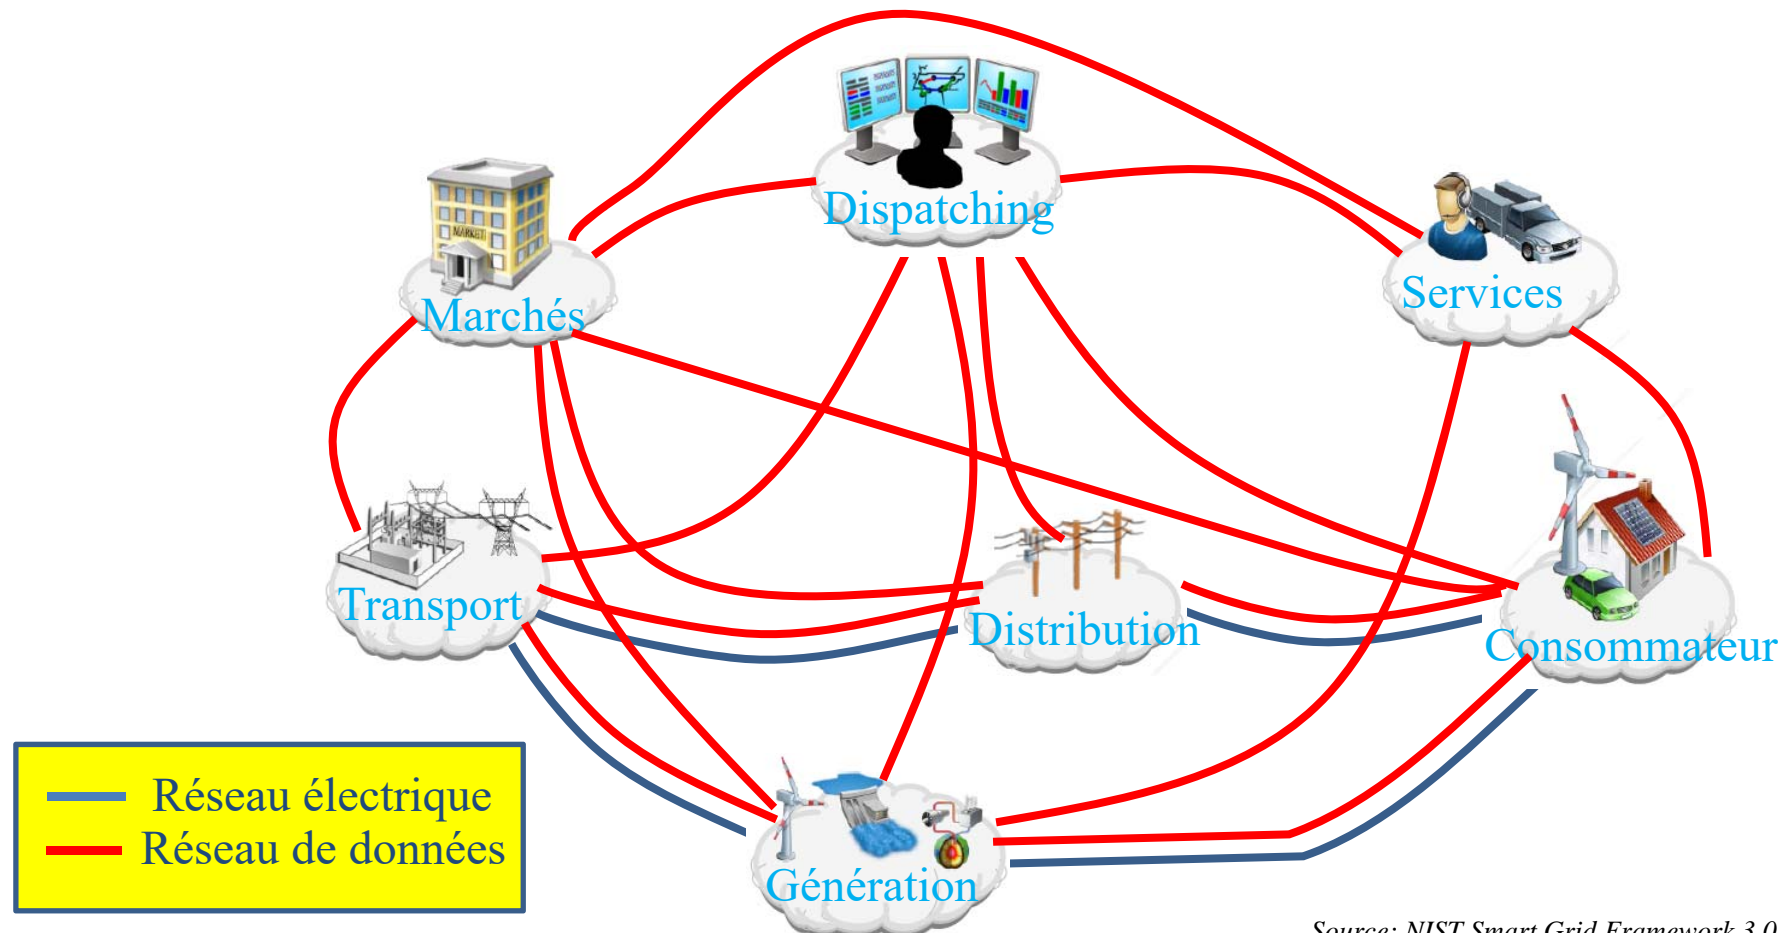 Dispatching
MARKET
Services
Marchés
Transport
Distribution
Consommateur
Réseau électrique
Réseau de données
Génération
Source: NIST Smart Grid Framework 3.0